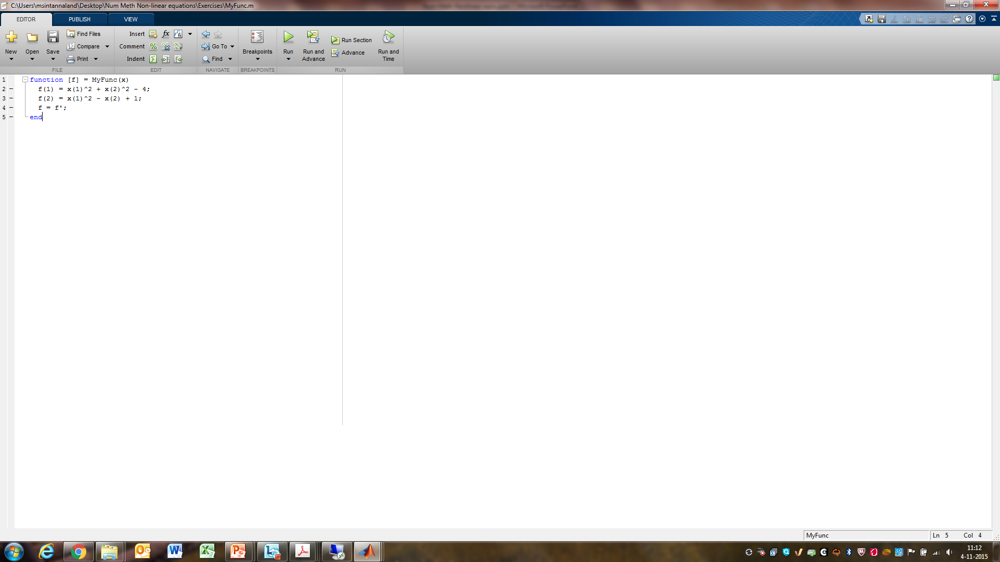 C:\Users\msintannaland\Desktop\Num Meth Non-linear equations\Exercises\MyFunc.m
EDITOR PUBLISH VIEW
New Open Save Find Files Compare Print
Insert fx Comment Indent
Go To Find
Breakpoints
Run Run and Advance Run Section Advance Run and Time
FILE EDIT NAVIGATE BREAKPOINTS RUN
1 function [f] = MyFunc(x)
2 f(1) = x(1)^2 + x(2)^2 - 4;
3 f(2) = x(1)^2 - x(2) + 1;
4 f = f';
5 end
MyFunc Ln 5 Col 4
11:12
4-11-2015